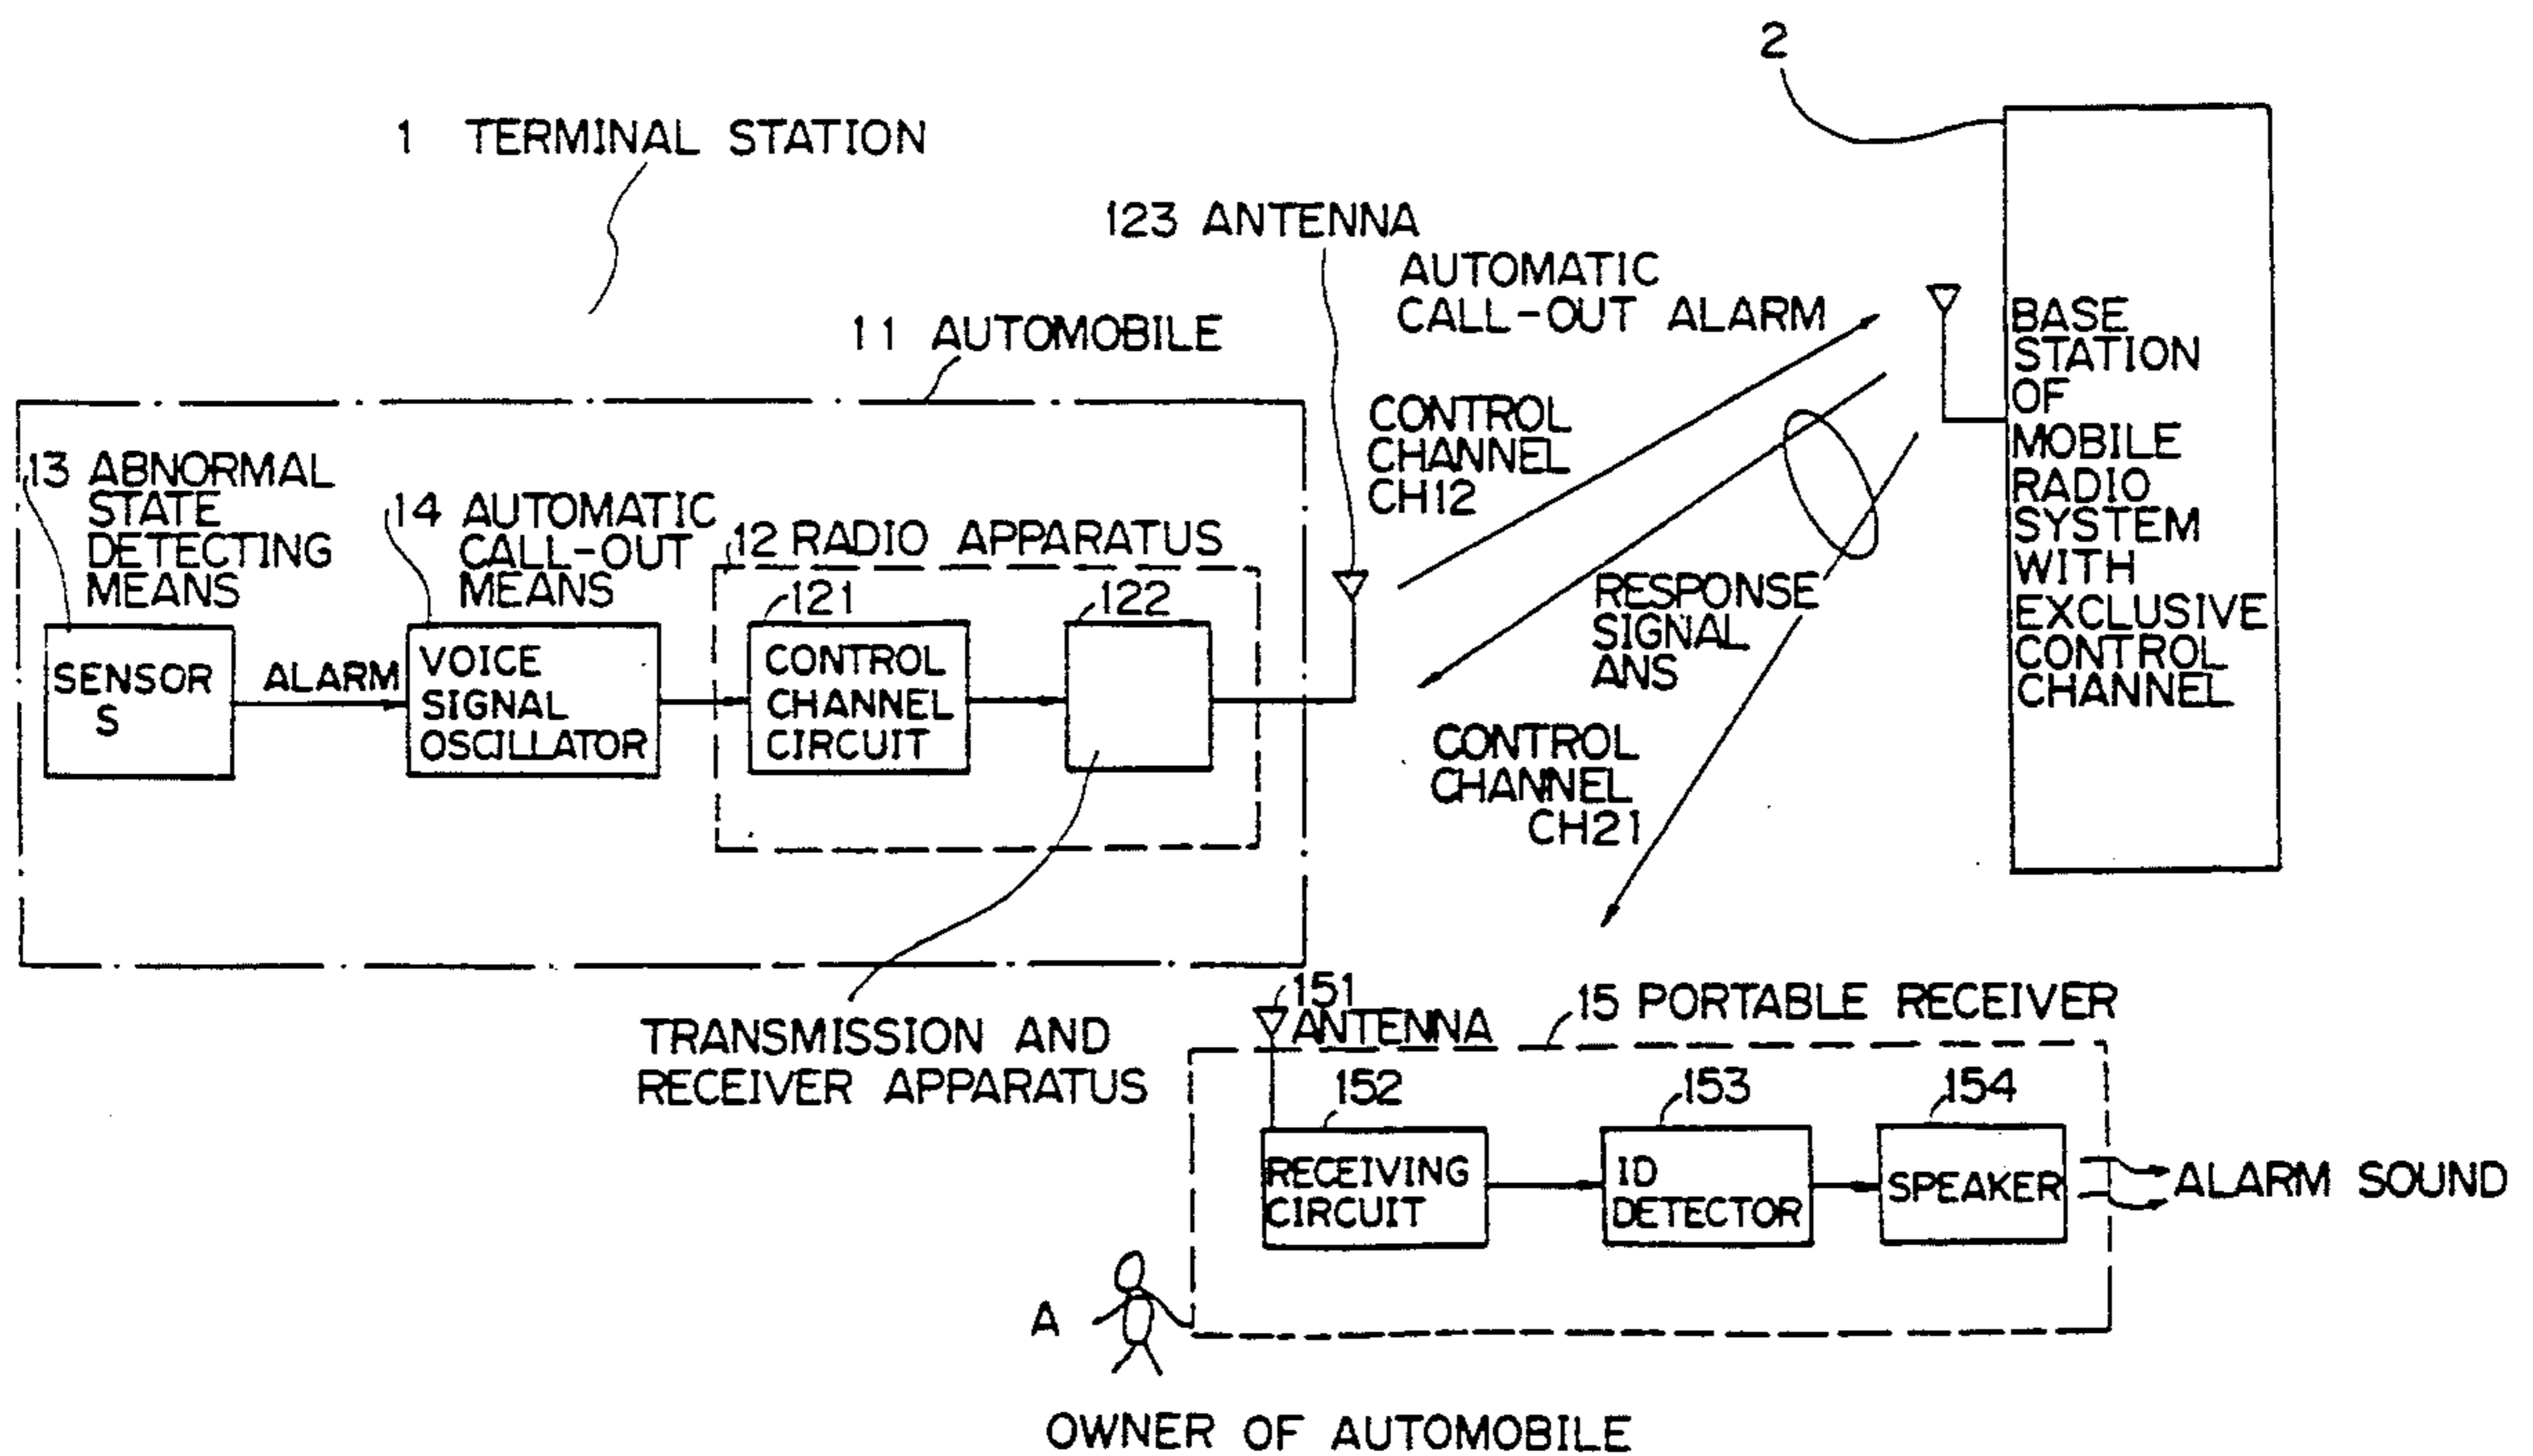 2
1 TERMINAL STATION
123 ANTENNA
AUTOMATIC
CALL-OUT ALARM
11 AUTOMOBILE
BASE
STATION
OF
MOBILE
RADIO
SYSTEM
WITH
EXCLUSIVE
CONTROL
CHANNEL
CONTROL
CHANNEL
CH12
13 ABNORMAL
STATE
DETECTING
MEANS
14 AUTOMATIC
CALL-OUT
MEANS
12 RADIO APPARATUS
121
122
SENSOR
S
ALARM
VOICE
SIGNAL
OSCILLATOR
CONTROL
CHANNEL
CIRCUIT
RESPONSE
SIGNAL
ANS
CONTROL
CHANNEL
CH21
TRANSMISSION AND
RECEIVER APPARATUS
151
ANTENNA
15 PORTABLE RECEIVER
152
153
154
RECEIVING
CIRCUIT
ID
DETECTOR
SPEAKER
ALARM SOUND
A
OWNER OF AUTOMOBILE